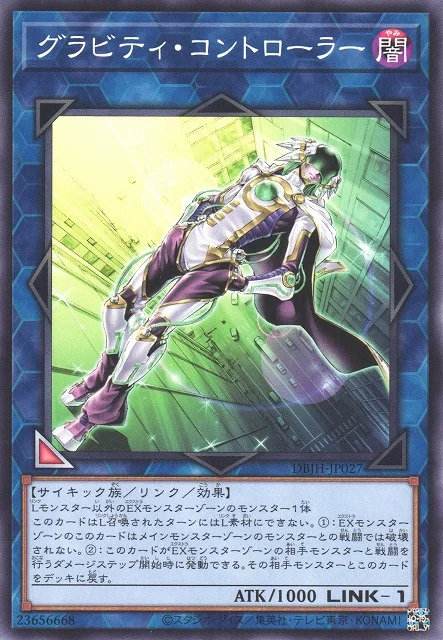 グラビティ・コントローラー
闇
やみ
DBJH-JP027
【サイキック族／リンク／効果】
Lモンスター以外のEXモンスターゾーンのモンスター1体
このカードはL召喚されたターンにはL素材にできない。①：EXモンスター
ゾーンのこのカードはメインモンスターゾーンのモンスターとの戦闘では破壊
されない。②：このカードがEXモンスターゾーンの相手モンスターと戦闘を
行うダメージステップ開始時に発動できる。その相手モンスターとこのカード
をデッキに戻す。
ATK/1000 LINK-1
23656668
©スタジオ・ダイス／集英社・テレビ東京・KONAMI